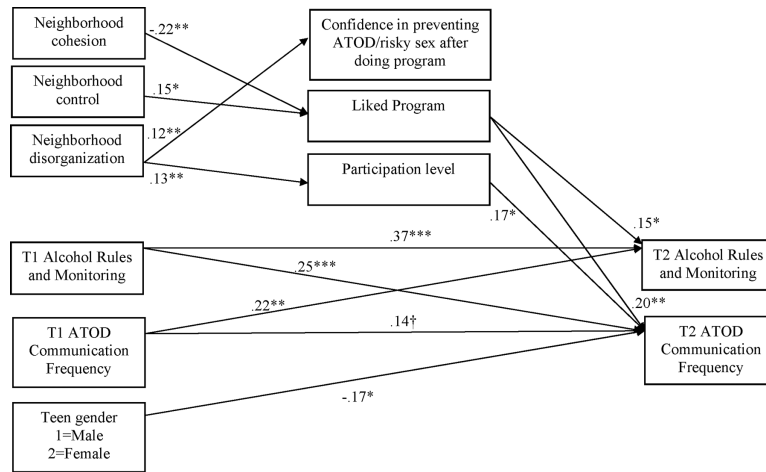 Neighborhood
cohesion
-.22**
Confidence in preventing
ATOD/risky sex after
doing program
Neighborhood
control
.15*
Liked Program
Neighborhood
disorganization
.12**
.13**
Participation level
.17*
.15*
T1 Alcohol Rules
and Monitoring
.37***
.25***
T2 Alcohol Rules
and Monitoring
.22**
.20**
T1 ATOD
Communication
Frequency
.14†
T2 ATOD
Communication
Frequency
-.17*
Teen gender
1=Male
2=Female